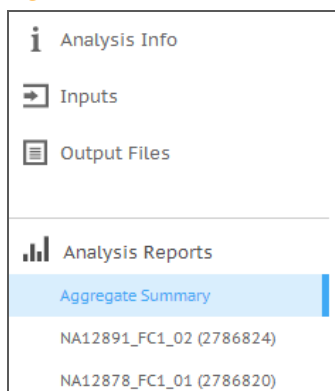 Analysis Info
Inputs
Output Files
Analysis Reports
Aggregate Summary
NA12891_FC1_02 (2786824)
NA12878_FC1_01 (2786820)